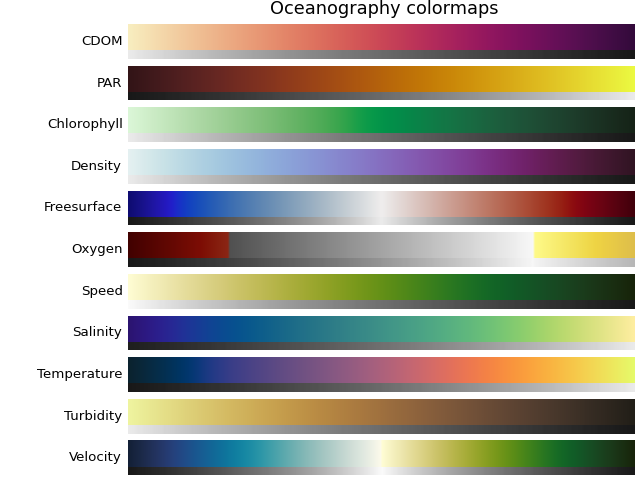 Oceanography colormaps
CDOM
PAR
Chlorophyll
Density
Freesurface
Oxygen
Speed
Salinity
Temperature
Turbidity
Velocity